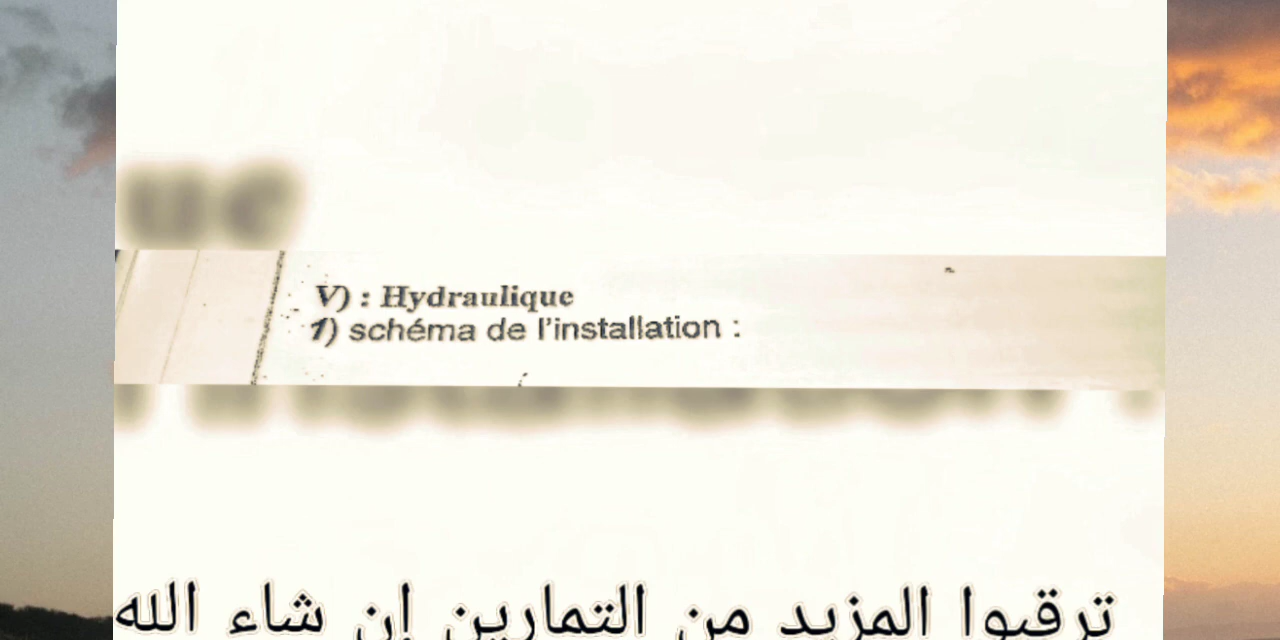 V) : Hydraulique
1) schéma de l'installation :
ترقبوا المزيد من التمارين إن شاء الله